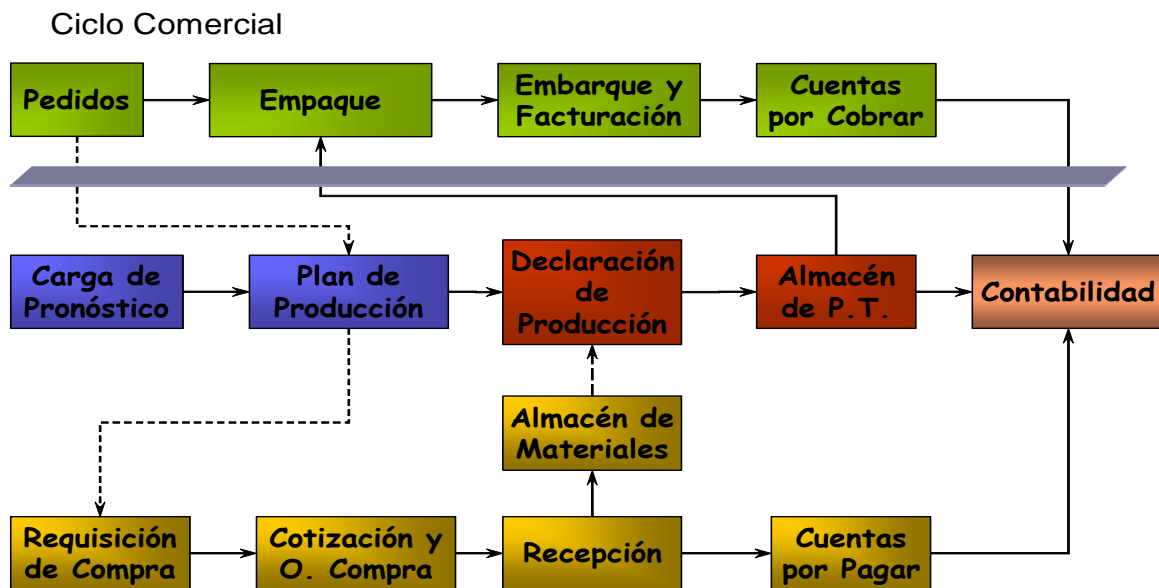 Ciclo Comercial
Pedidos
Empaque
Embarque y
Facturación
Cuentas
por Cobrar
Carga de
Pronóstico
Plan de
Producción
Declaración
de
Producción
Almacén
de P.T.
Contabilidad
Almacén de
Materiales
Requisición
de Compra
Cotización y
O. Compra
Recepción
Cuentas
por Pagar